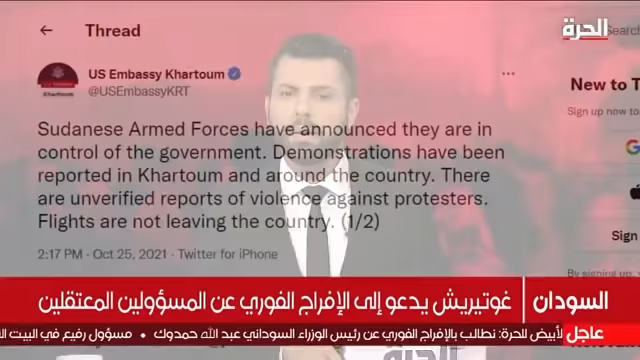 الحرة
Search
Thread
US Embassy Khartoum
@USEmbassyKRT
New to T
Sign up now to
Sudanese Armed Forces have announced they are in
control of the government. Demonstrations have been
reported in Khartoum and around the country. There
are unverified reports of violence against protesters.
Flights are not leaving the country. (1/2)
2:17 PM · Oct 25, 2021 · Twitter for iPhone
Sign
By signing
السودان
غوتيريش يدعو إلى الإفراج الفوري عن المسؤولين المعتقلين
عاجل
لأبيض للحرة: نطالب بالإفراج الفوري عن رئيس الوزراء السوداني عبد الله حمدوك • مسؤول رفيع في البيت ال